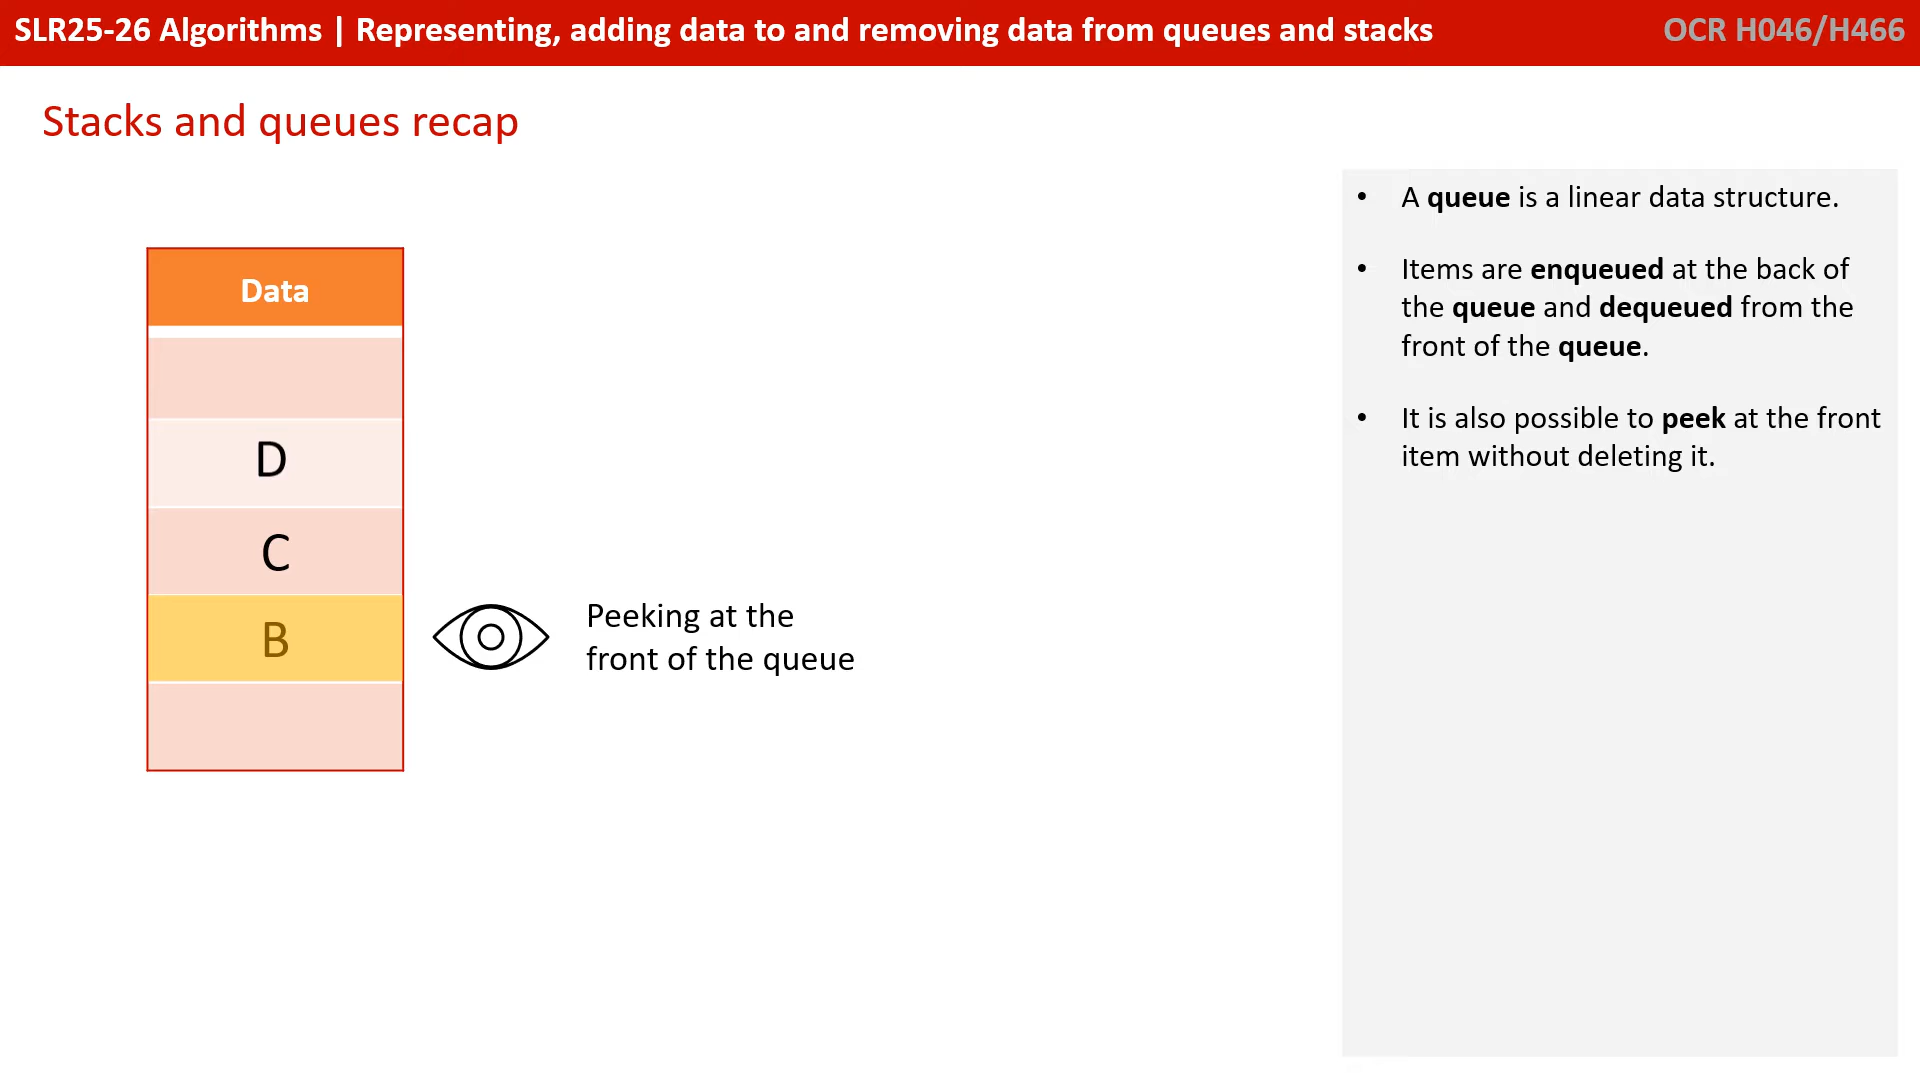 SLR25-26 Algorithms | Representing, adding data to and removing data from queues and stacks
OCR H046/H466
Stacks and queues recap
Data
D
C
B
Peeking at the
front of the queue
• A queue is a linear data structure.
• Items are enqueued at the back of
the queue and dequeued from the
front of the queue.
• It is also possible to peek at the front
item without deleting it.